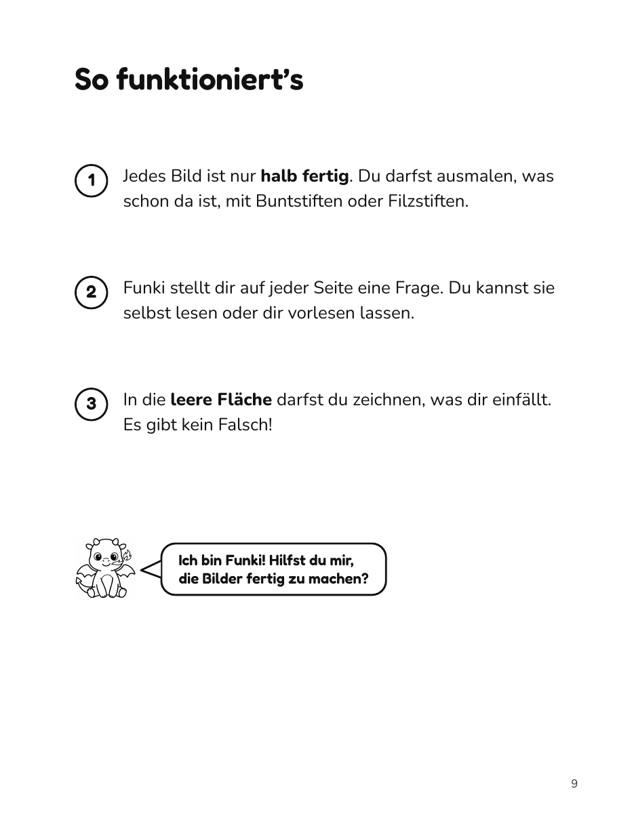 So funktioniert’s
1
Jedes Bild ist nur halb fertig. Du darfst ausmalen, was
schon da ist, mit Buntstiften oder Filzstiften.
2
Funki stellt dir auf jeder Seite eine Frage. Du kannst sie
selbst lesen oder dir vorlesen lassen.
3
In die leere Fläche darfst du zeichnen, was dir einfällt.
Es gibt kein Falsch!
Ich bin Funki! Hilfst du mir,
die Bilder fertig zu machen?
9